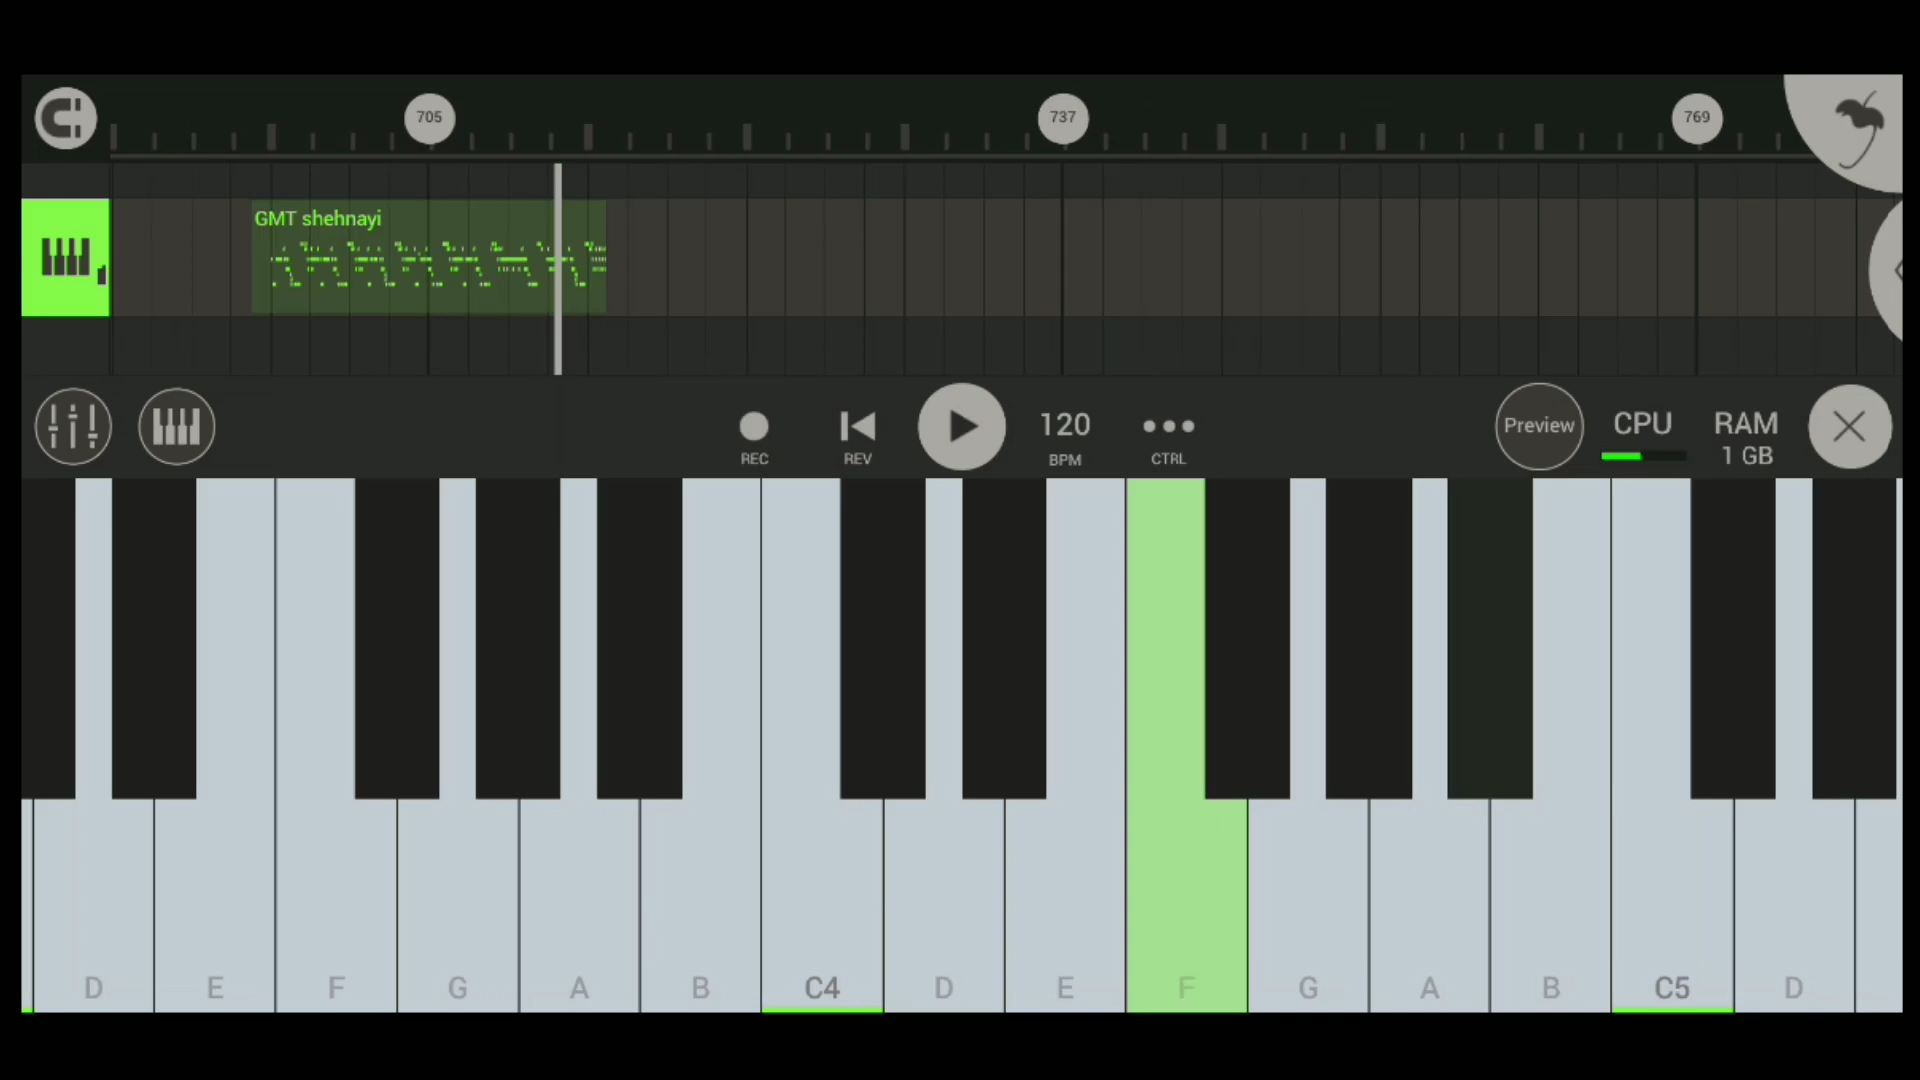 705 737 769
GMT shehnayi
REC REV 120 BPM CTRL Preview CPU RAM 1 GB
D E F G A B C4 D E F G A B C5 D